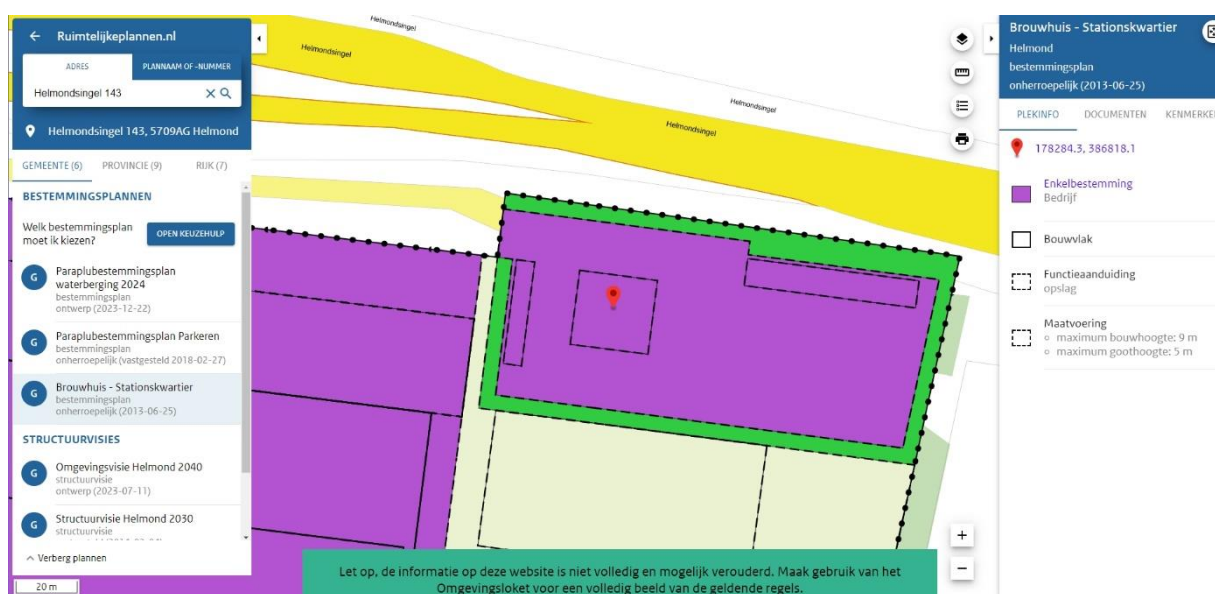 Ruimtelijkeplannen.nl
ADRES
PLANNAAM OF -NUMMER
Helmondsingel 143
Helmondsingel 143, 5709AG Helmond
GEMEENTE (6)
PROVINCIE (9)
RIJK (7)
BESTEMMINGSPLANNEN
Welk bestemmingsplan
moet ik kiezen?
OPEN KEUZEHULP
G
Paraplubestemmingsplan
waterberging 2024
bestemmingsplan
ontwerp (2023-12-22)
G
Paraplubestemmingsplan Parkeren
bestemmingsplan
onherroepelijk (vastgesteld 2018-02-27)
G
Brouwhuis - Stationskwartier
bestemmingsplan
onherroepelijk (2013-06-25)
STRUCTUURVISIES
G
Omgevingsvisie Helmond 2040
structuurvisie
ontwerp (2023-07-11)
G
Structuurvisie Helmond 2030
structuurvisie
Verberg plannen
20 m
Helmondsingel
Helmondsingel
Helmondsingel
Helmondsingel
Let op, de informatie op deze website is niet volledig en mogelijk verouderd. Maak gebruik van het
Omgevingsloket voor een volledig beeld van de geldende regels.
Brouwhuis - Stationskwartier
Helmond
bestemmingsplan
onherroepelijk (2013-06-25)
PLEKINFO
DOCUMENTEN
KENMERKE
178284.3, 386818.1
Enkelbestemming
Bedrijf
Bouwvlak
Functieaanduiding
opslag
Maatvoering
maximum bouwhoogte: 9 m
maximum goothoogte: 5 m